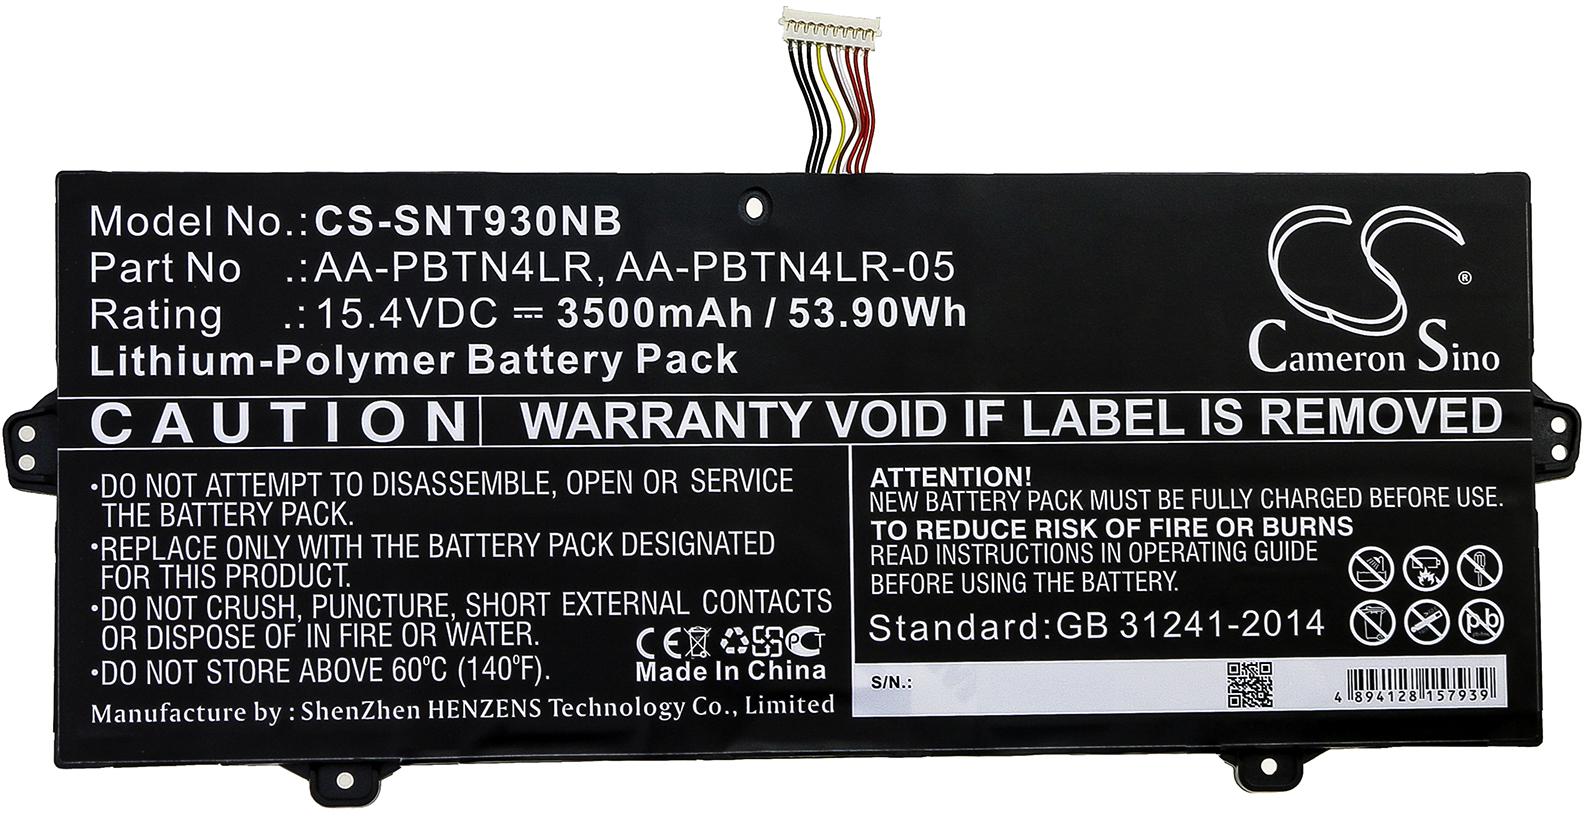 Model No.:CS-SNT930NB
Part No .:AA-PBTN4LR, AA-PBTN4LR-05
Rating .:15.4VDC ⎓ 3500mAh / 53.90Wh
Lithium-Polymer Battery Pack
Cameron Sino ®
CAUTION WARRANTY VOID IF LABEL IS REMOVED
•DO NOT ATTEMPT TO DISASSEMBLE, OPEN OR SERVICE
THE BATTERY PACK.
•REPLACE ONLY WITH THE BATTERY PACK DESIGNATED
FOR THIS PRODUCT.
•DO NOT CRUSH, PUNCTURE, SHORT EXTERNAL CONTACTS
OR DISPOSE OF IN FIRE OR WATER.
•DO NOT STORE ABOVE 60°C (140°F).
CE PCT
Made In China
Manufacture by : ShenZhen HENZENS Technology Co., Limited
ATTENTION!
NEW BATTERY PACK MUST BE FULLY CHARGED BEFORE USE.
TO REDUCE RISK OF FIRE OR BURNS
READ INSTRUCTIONS IN OPERATING GUIDE
BEFORE USING THE BATTERY.
Pb
Standard:GB 31241-2014
S/N.:
4 894128 157939